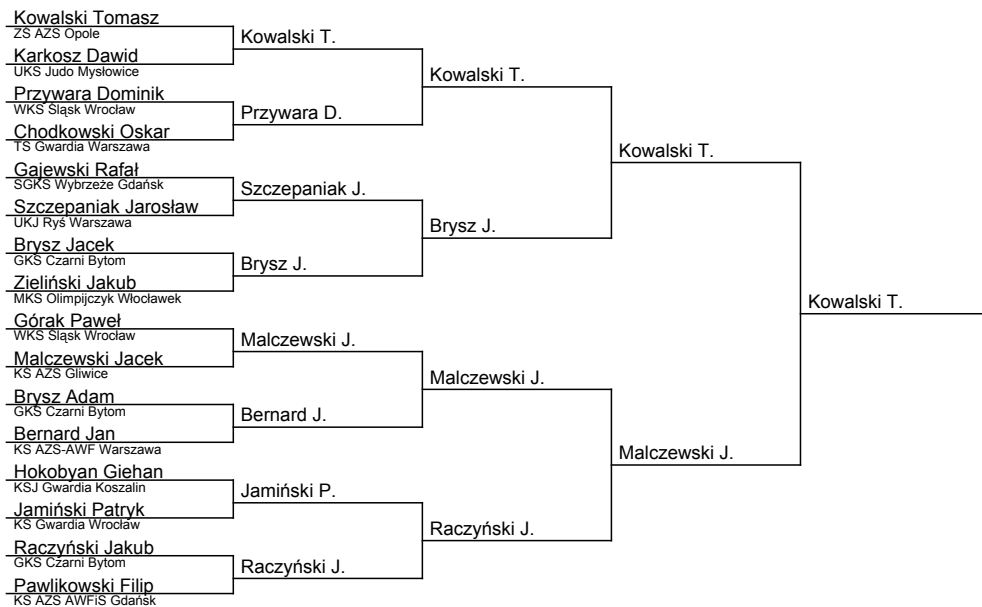 Kowalski Tomasz
ZS AZS Opole
Karkosz Dawid
UKS Judo Mysłowice
Przywara Dominik
WKS Śląsk Wrocław
Chodkowski Oskar
TS Gwardia Warszawa
Gajewski Rafał
SGKS Wybrzeże Gdańsk
Szczepaniak Jarosław
UKJ Ryś Warszawa
Brysz Jacek
GKS Czarni Bytom
Zieliński Jakub
MKS Olimpijczyk Włocławek
Górak Paweł
WKS Śląsk Wrocław
Malczewski Jacek
KS AZS Gliwice
Brysz Adam
GKS Czarni Bytom
Bernard Jan
KS AZS-AWF Warszawa
Hokobyan Giehan
KSJ Gwardia Koszalin
Jamiński Patryk
KS Gwardia Wrocław
Raczyński Jakub
GKS Czarni Bytom
Pawlikowski Filip
KS AZS AWFiS Gdańsk
Kowalski T.
Przywara D.
Szczepaniak J.
Brysz J.
Malczewski J.
Bernard J.
Jamiński P.
Raczyński J.
Kowalski T.
Brysz J.
Malczewski J.
Raczyński J.
Kowalski T.
Malczewski J.
Kowalski T.